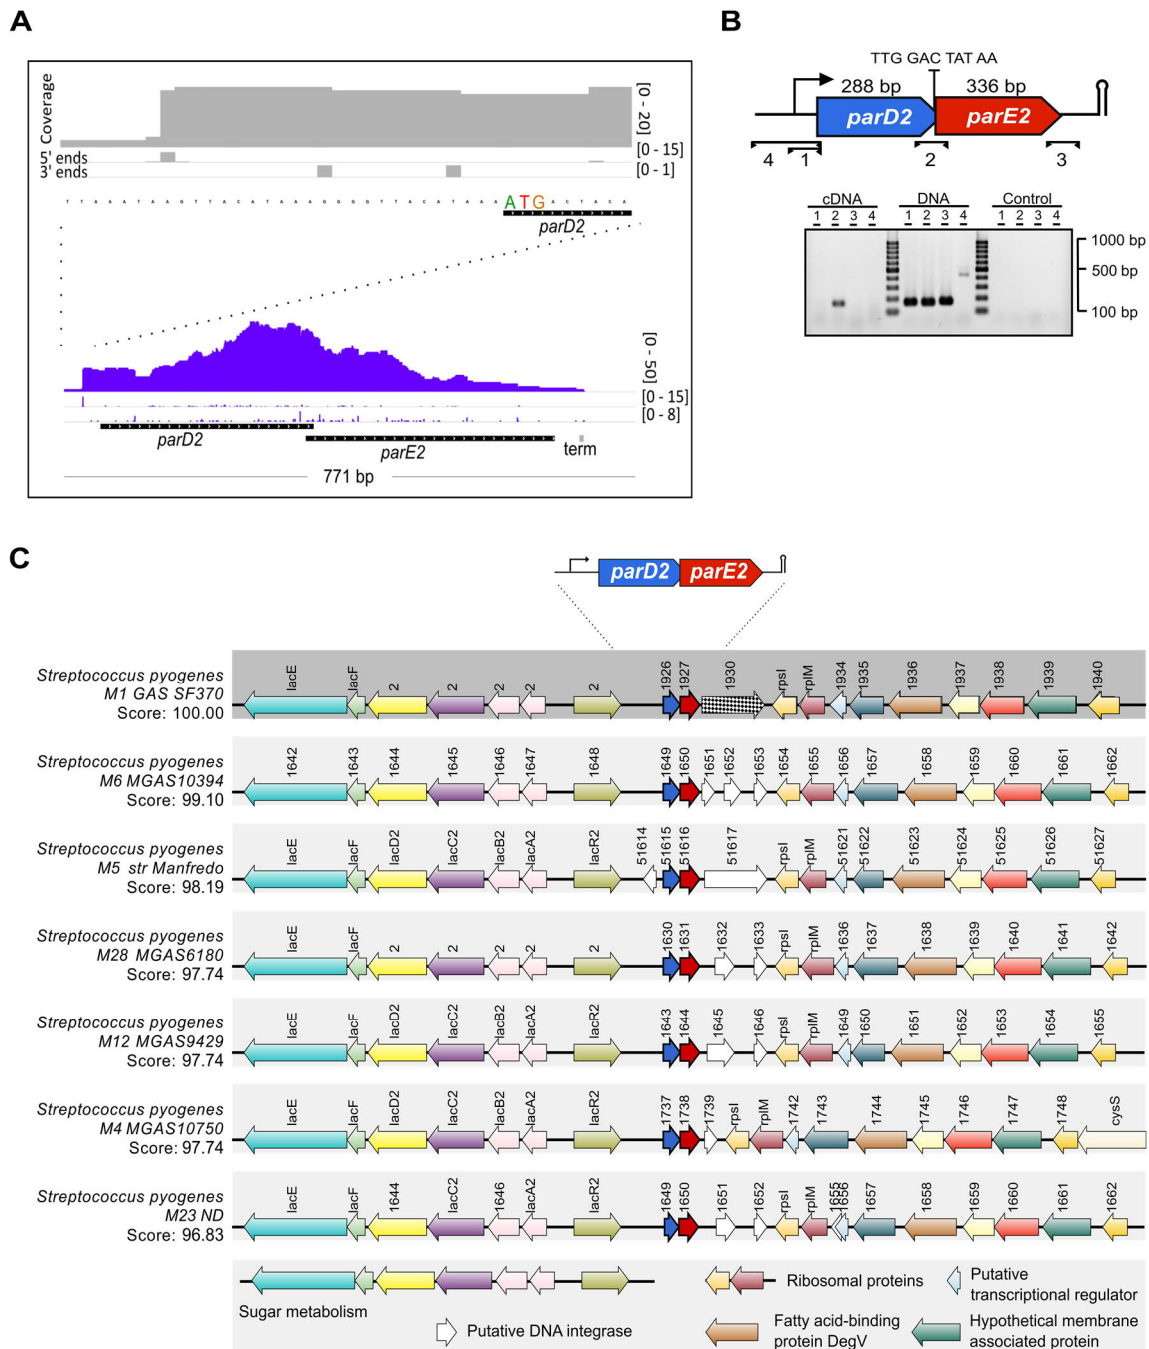 A
Coverage
[0 - 20]
[0 - 15]
5' ends
3' ends
[0 - 1]
ATG
parD2
[0 - 50]
[0 - 15]
[0 - 8]
parD2
parE2
term
771 bp
B
TTG GAC TAT AA
288 bp
336 bp
parD2
parE2
4 1 2 3
cDNA DNA Control
1 2 3 4 1 2 3 4 1 2 3 4
1000 bp
500 bp
100 bp
C
parD2 parE2
Streptococcus pyogenes
M1 GAS SF370
Score: 100.00
lacE lacF 2 2 2 2 2 1926 1927 1930 rpsI rplM 1934 1935 1936 1937 1938 1939 1940
Streptococcus pyogenes
M6 MGAS10394
Score: 99.10
1642 1643 1644 1645 1646 1647 1648 1649 1650 1651 1652 1653 1654 1655 1656 1657 1658 1659 1660 1661 1662
Streptococcus pyogenes
M5 str Manfredo
Score: 98.19
lacE lacF lacD2 lacC2 lacB2 lacA2 lacR2 51614 51615 51616 51617 rpsI rplM 51621 51622 51623 51624 51625 51626 51627
Streptococcus pyogenes
M28 MGAS6180
Score: 97.74
lacE lacF 2 2 2 2 2 1630 1631 1632 1633 rpsI rplM 1636 1637 1638 1639 1640 1641 1642
Streptococcus pyogenes
M12 MGAS9429
Score: 97.74
lacE lacF lacD2 lacC2 lacB2 lacA2 lacR2 1643 1644 1645 1646 rpsI rplM 1649 1650 1651 1652 1653 1654 1655
Streptococcus pyogenes
M4 MGAS10750
Score: 97.74
lacE lacF lacD2 lacC2 lacB2 lacA2 lacR2 1737 1738 1739 rpsI rplM 1742 1743 1744 1745 1746 1747 1748 cysS
Streptococcus pyogenes
M23 ND
Score: 96.83
lacE lacF 1644 lacC2 1646 lacA2 lacR2 1649 1650 1651 1652 rpsI rplM 1655 1656 1657 1658 1659 1660 1661 1662
Sugar metabolism
Putative DNA integrase
Ribosomal proteins
Fatty acid-binding
protein DegV
Putative
transcriptional regulator
Hypothetical membrane
associated protein